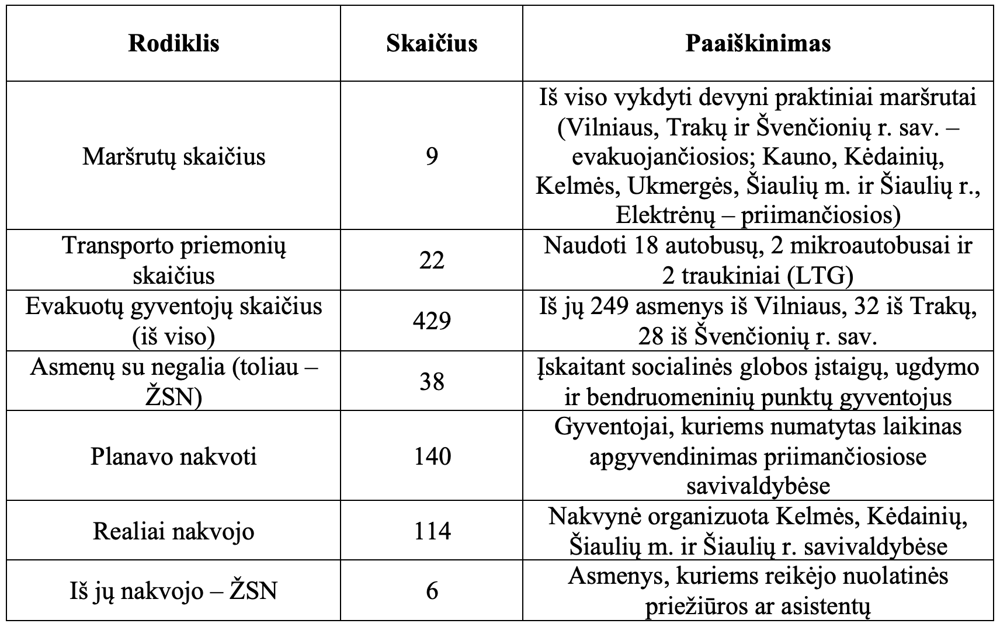 Rodiklis
Skaičius
Paaiškinimas
Maršrutų skaičius
9
Iš viso vykdyti devyni praktiniai maršrutai
(Vilniaus, Trakų ir Švenčionių r. sav. –
evakuojančiosios; Kauno, Kėdainių,
Kelmės, Ukmergės, Šiaulių m. ir Šiaulių r.,
Elektrėnų – priimančiosios)
Transporto priemonių
skaičius
22
Naudoti 18 autobusų, 2 mikroautobusai ir
2 traukiniai (LTG)
Evakuotų gyventojų skaičius
(iš viso)
429
Iš jų 249 asmenys iš Vilniaus, 32 iš Trakų,
28 iš Švenčionių r. sav.
Asmenų su negalia (toliau –
ŽSN)
38
Įskaitant socialinės globos įstaigų, ugdymo
ir bendruomeninių punktų gyventojus
Planavo nakvoti
140
Gyventojai, kuriems numatytas laikinas
apgyvendinimas priimančiosiose
savivaldybėse
Realiai nakvojo
114
Nakvynė organizuota Kelmės, Kėdainių,
Šiaulių m. ir Šiaulių r. savivaldybėse
Iš jų nakvojo – ŽSN
6
Asmenys, kuriems reikėjo nuolatinės
priežiūros ar asistentų